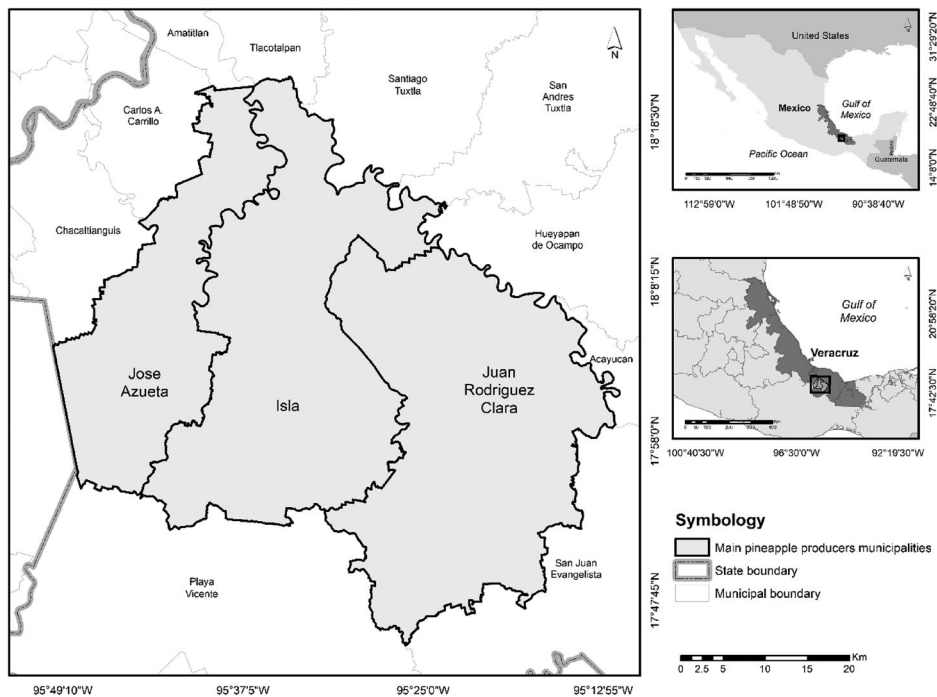 Amatitlan
Tlacotalpan
N
Santiago
Tuxtla
San
Andres
Tuxtla
Carlos A.
Carrillo
Chacaltianguis
Hueyapan
de Ocampo
Acayucan
Jose
Azueta
Isla
Juan
Rodriguez
Clara
San Juan
Evangelista
Playa
Vicente
18°18'30"N
18°8'15"N
17°58'0"N
17°47'45"N
95°49'10"W
95°37'5"W
95°25'0"W
95°12'55"W
United States
Mexico
Gulf of
Mexico
Pacific Ocean
Guatemala
31°29'20"N
22°48'40"N
14°8'0"N
112°59'0"W
101°48'50"W
90°38'40"W
Gulf of
Mexico
Veracruz
20°58'20"N
17°42'30"N
100°40'30"W
96°30'0"W
92°19'30"W
Symbology
Main pineapple producers municipalities
State boundary
Municipal boundary
Km
0 2.5 5 10 15 20